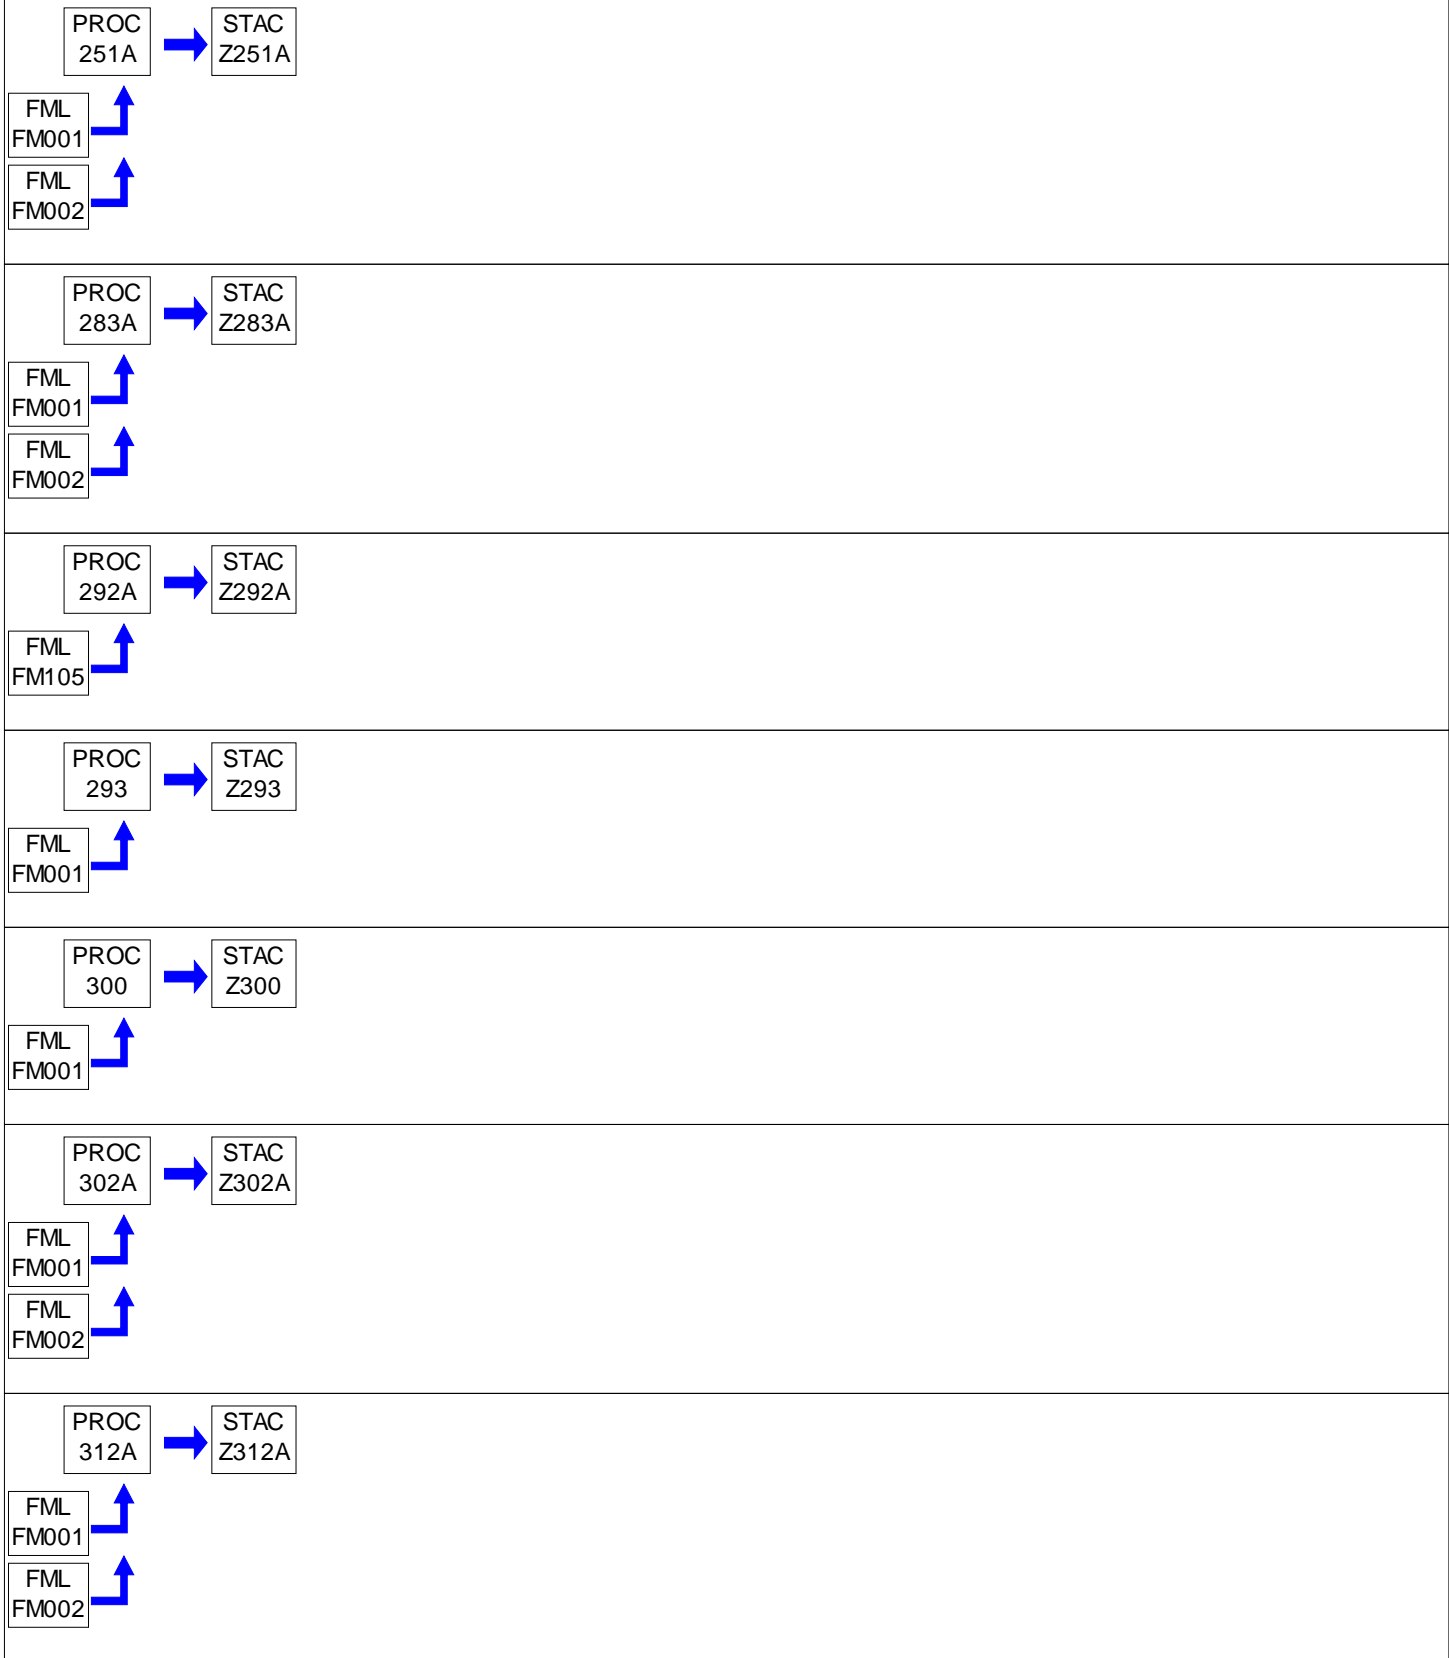 PROC
251A
STAC
Z251A
FML
FM001
FML
FM002
PROC
283A
STAC
Z283A
FML
FM001
FML
FM002
PROC
292A
STAC
Z292A
FML
FM105
PROC
293
STAC
Z293
FML
FM001
PROC
300
STAC
Z300
FML
FM001
PROC
302A
STAC
Z302A
FML
FM001
FML
FM002
PROC
312A
STAC
Z312A
FML
FM001
FML
FM002